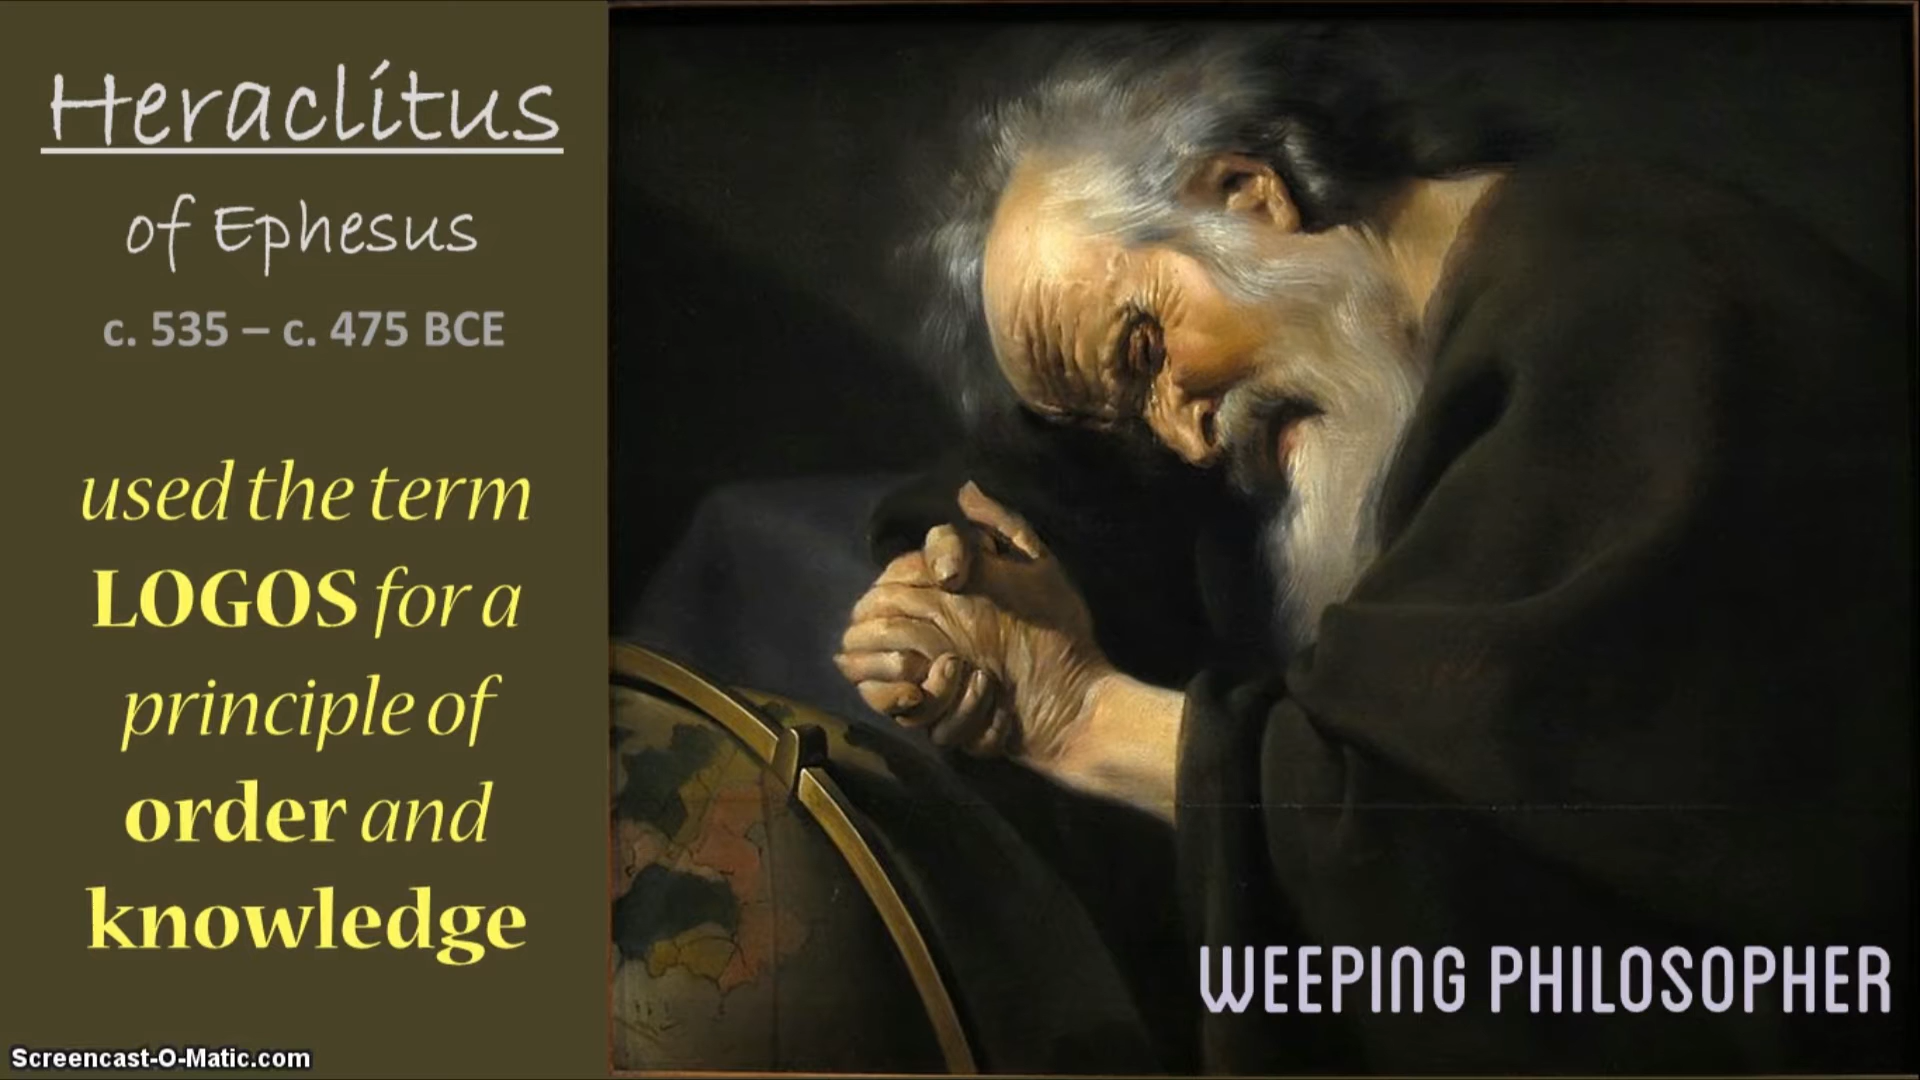 Heraclitus
of Ephesus
c. 535 – c. 475 BCE
used the term
LOGOS for a
principle of
order and
knowledge
WEEPING PHILOSOPHER
Screencast-O-Matic.com